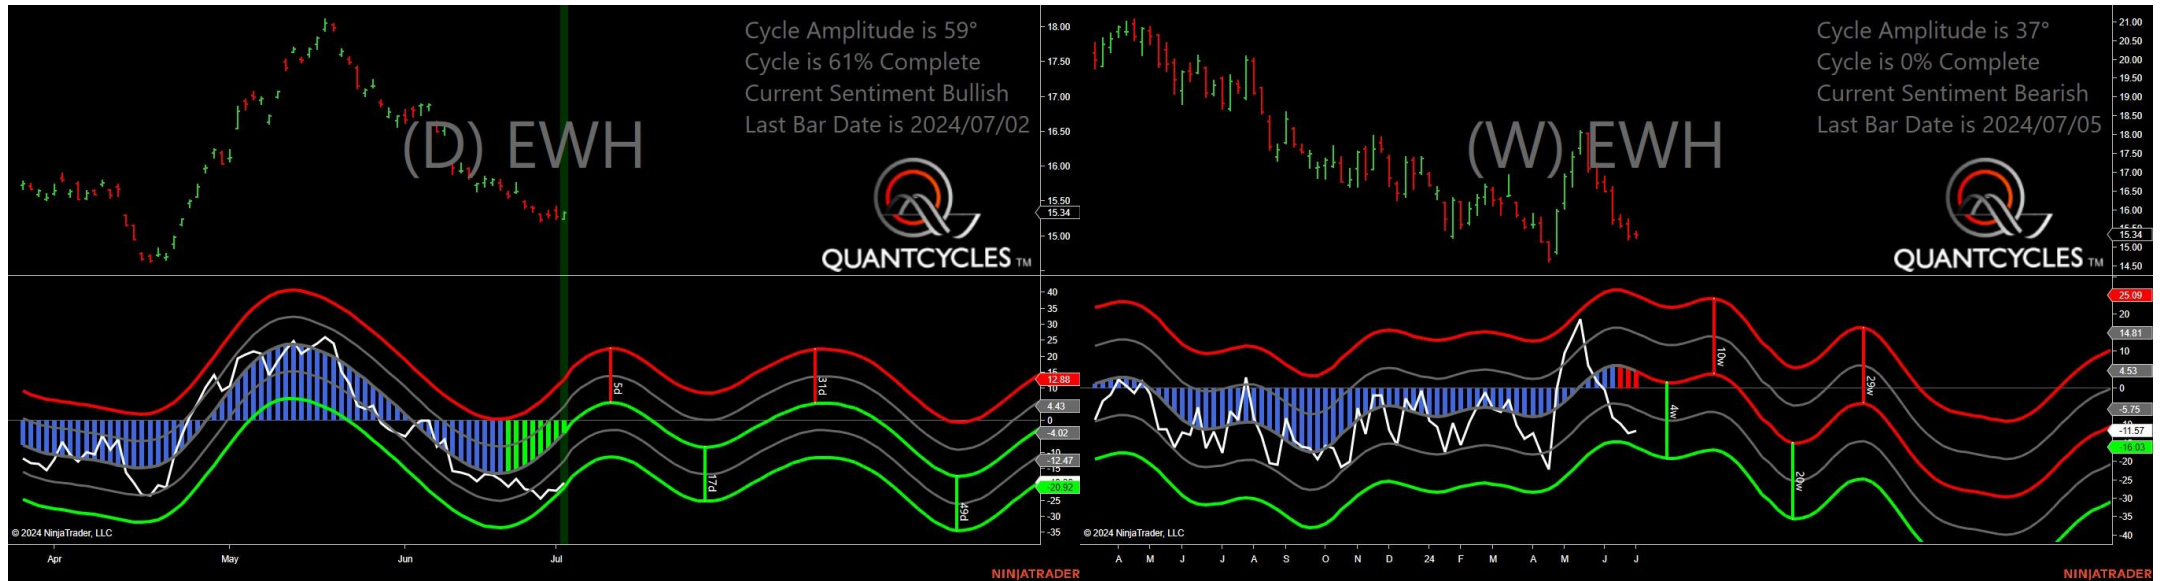 Cycle Amplitude is 59°
Cycle is 61% Complete
Current Sentiment Bullish
Last Bar Date is 2024/07/02
(D) EWH
QUANTCYCLES TM
18.00
17.50
17.00
16.50
16.00
15.50
15.34
15.00
40
35
30
25
20
15
10
12.88
5
4.43
0
-4.02
-10
-12.47
-15
-20.92
-25
-30
-35
5d
17d
31d
49d
© 2024 NinjaTrader, LLC
Apr
May
Jun
Jul
NINJATRADER
Cycle Amplitude is 37°
Cycle is 0% Complete
Current Sentiment Bearish
Last Bar Date is 2024/07/05
(W) EWH
QUANTCYCLES TM
21.00
20.50
20.00
19.50
19.00
18.50
18.00
17.50
17.00
16.50
16.00
15.34
15.00
14.50
25.09
20
14.81
10
4.53
0
-5.75
-11.57
-16.03
-20
-25
-30
-35
-40
4w
10w
20w
29w
© 2024 NinjaTrader, LLC
A M J J A S O N D 24 F M A M J J
NINJATRADER